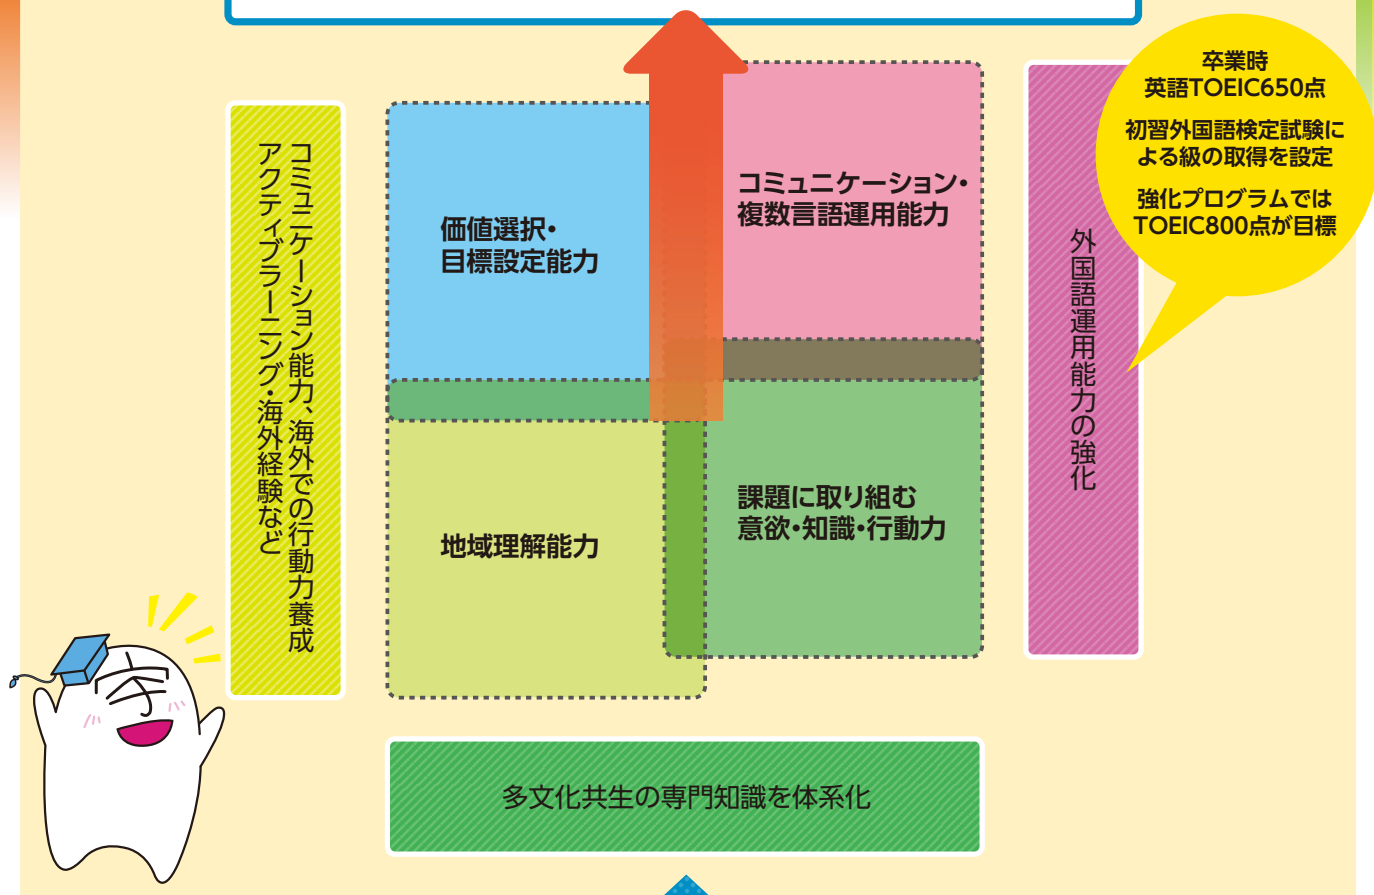 卒業時
英語TOEIC650点
初習外国語検定試験に
よる級の取得を設定
強化プログラムでは
TOEIC800点が目標
コミュニケーション能力、海外での行動力養成
アクティブラーニング・海外経験など
価値選択・
目標設定能力
コミュニケーション・
複数言語運用能力
外国語運用能力の強化
地域理解能力
課題に取り組む
意欲・知識・行動力
多文化共生の専門知識を体系化